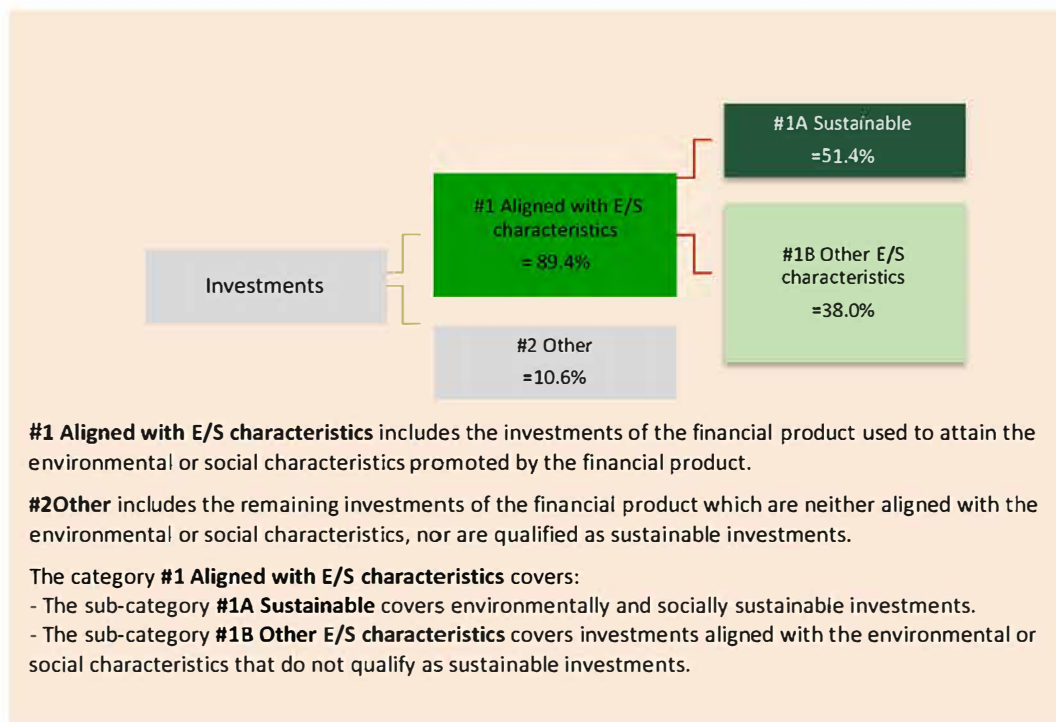 #1A Sustainable
=51.4%
#1 Aligned with E/S
characteristics
= 89.4%
#1B Other E/S
characteristics
=38.0%
Investments
#2 Other
=10.6%
#1 Aligned with E/S characteristics includes the investments of the financial product used to attain the
environmental or social characteristics promoted by the financial product.
#2Other includes the remaining investments of the financial product which are neither aligned with the
environmental or social characteristics, nor are qualified as sustainable investments.
The category #1 Aligned with E/S characteristics covers:
- The sub-category #1A Sustainable covers environmentally and socially sustainable investments.
- The sub-category #1B Other E/S characteristics covers investments aligned with the environmental or
social characteristics that do not qualify as sustainable investments.